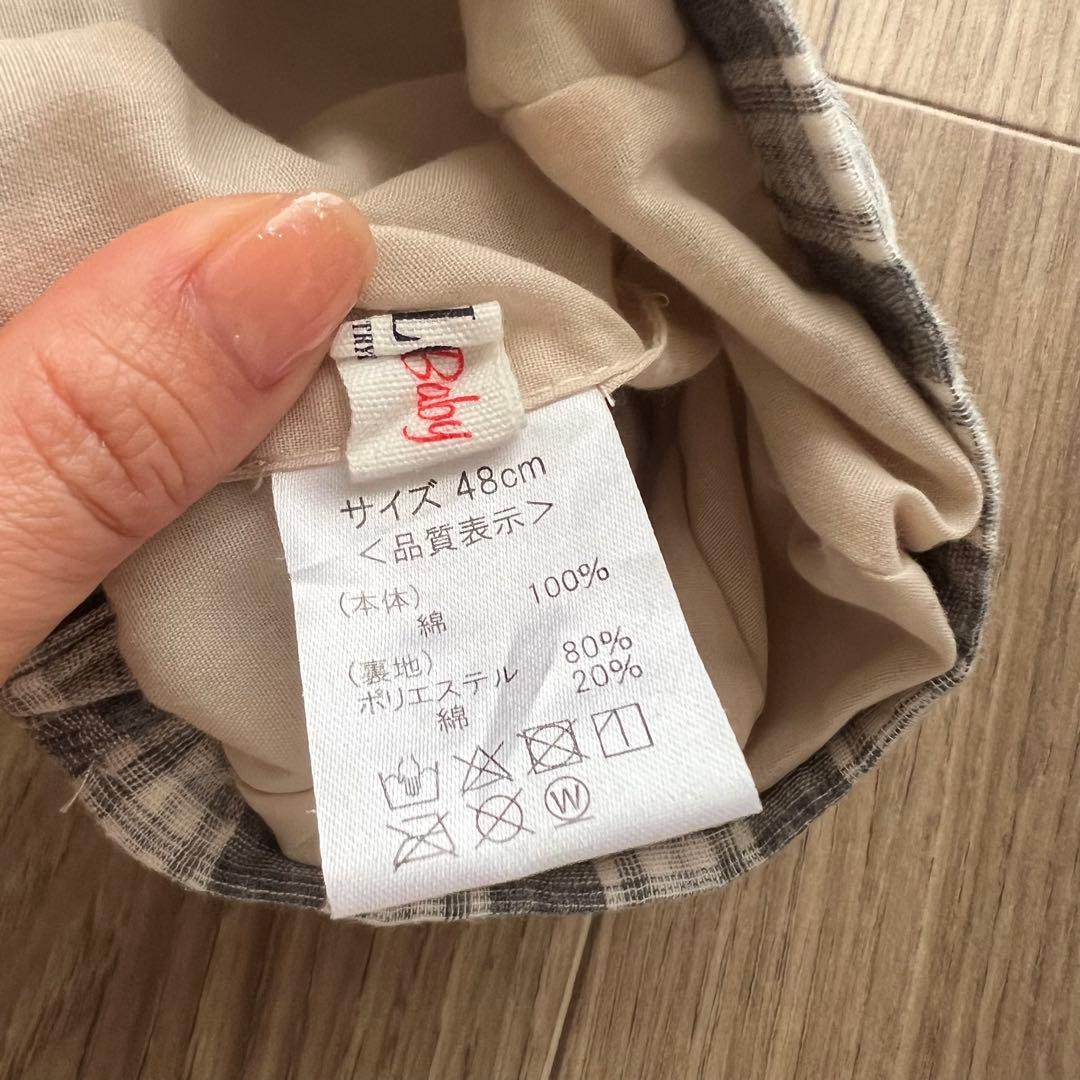 L
TRY
Baby
サイズ 48cm
<品質表示>
(本体)
綿 100%
(裏地)
ポリエステル 80%
綿 20%
W